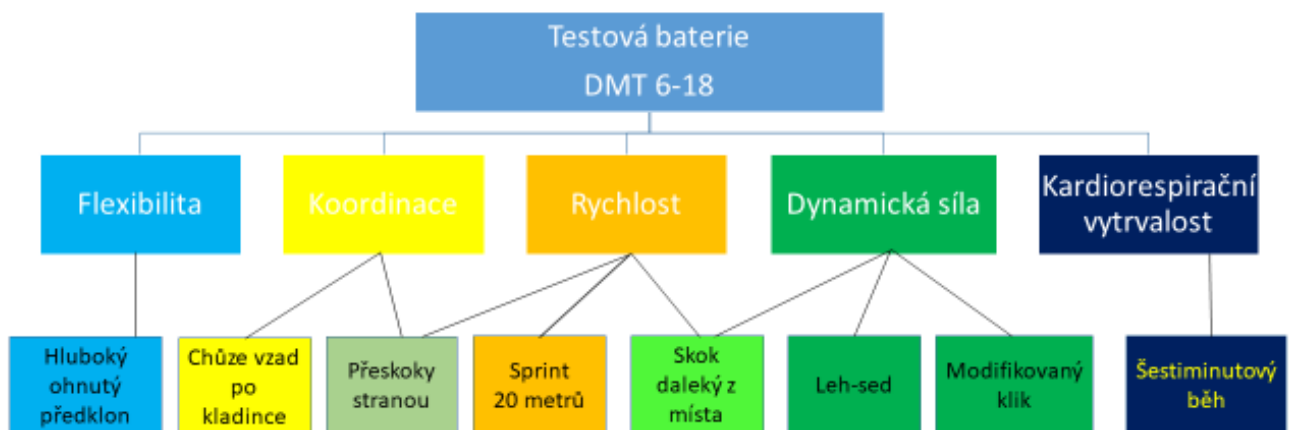 Testová baterie
DMT 6-18
Flexibilita
Koordinace
Rychlost
Dynamická síla
Kardiorespirační
vytrvalost
Hluboký
ohnutý
předklon
Chůze vzad
po
kladince
Přeskoky
stranou
Sprint
20 metrů
Skok
daleký z
místa
Leh-sed
Modifikovaný
klik
Šestiminutový
běh